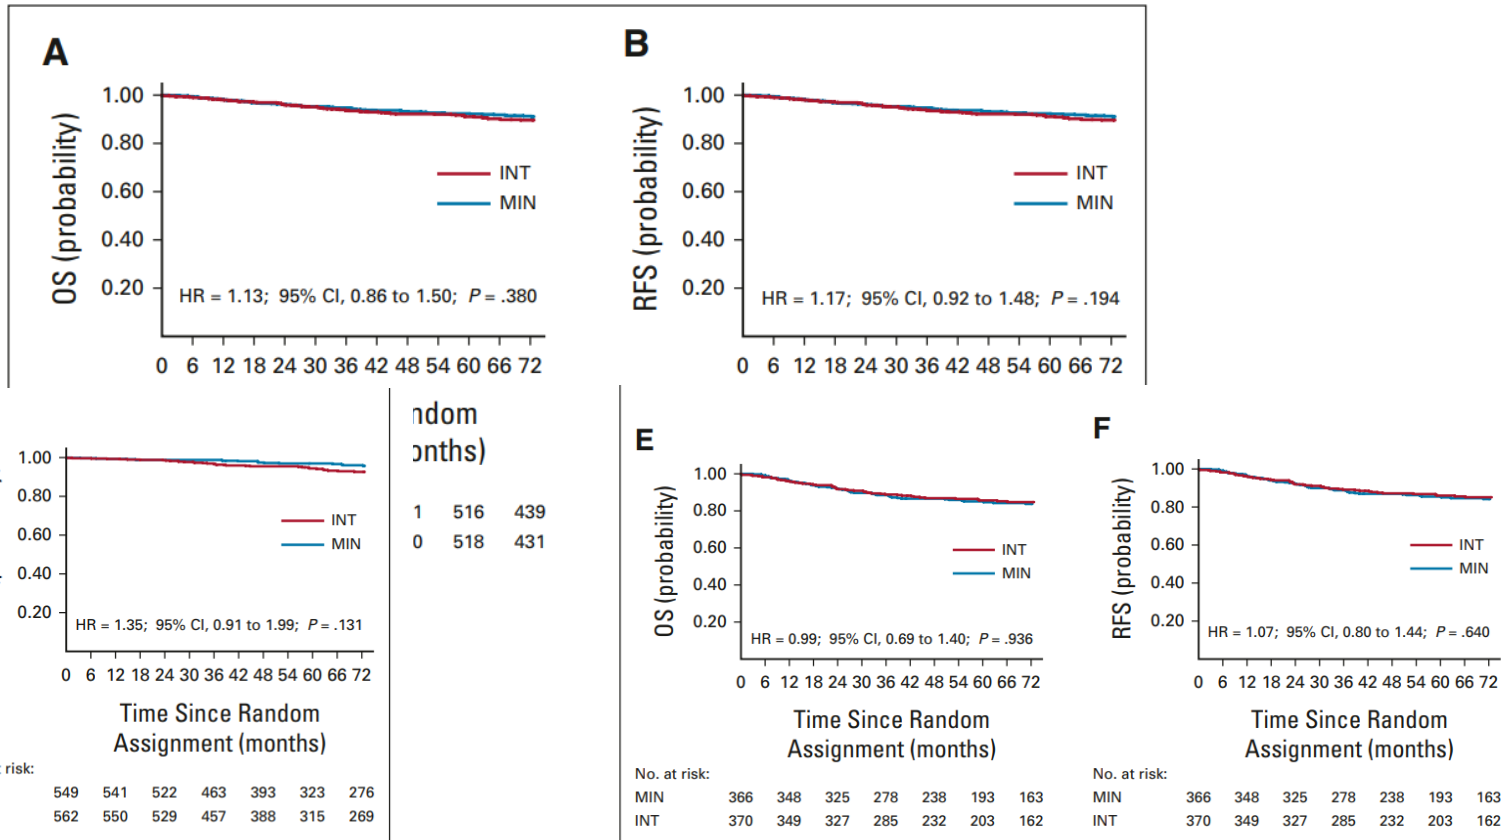 A
1.00
0.80
0.60
0.40
0.20
OS (probability)
INT
MIN
HR = 1.13; 95% CI, 0.86 to 1.50; P = .380
0 6 12 18 24 30 36 42 48 54 60 66 72
B
1.00
0.80
0.60
0.40
0.20
RFS (probability)
INT
MIN
HR = 1.17; 95% CI, 0.92 to 1.48; P = .194
0 6 12 18 24 30 36 42 48 54 60 66 72
1.00
0.80
0.60
0.40
0.20
INT
MIN
HR = 1.35; 95% CI, 0.91 to 1.99; P = .131
0 6 12 18 24 30 36 42 48 54 60 66 72
Time Since Random
Assignment (months)
risk:
549 541 522 463 393 323 276
562 550 529 457 388 315 269
ndom
onths)
1 516 439
0 518 431
E
1.00
0.80
0.60
0.40
0.20
OS (probability)
INT
MIN
HR = 0.99; 95% CI, 0.69 to 1.40; P = .936
0 6 12 18 24 30 36 42 48 54 60 66 72
Time Since Random
Assignment (months)
No. at risk:
MIN 366 348 325 278 238 193 163
INT 370 349 327 285 232 203 162
F
1.00
0.80
0.60
0.40
0.20
RFS (probability)
INT
MIN
HR = 1.07; 95% CI, 0.80 to 1.44; P = .640
0 6 12 18 24 30 36 42 48 54 60 66 72
Time Since Random
Assignment (months)
No. at risk:
MIN 366 348 325 278 238 193 163
INT 370 349 327 285 232 203 162